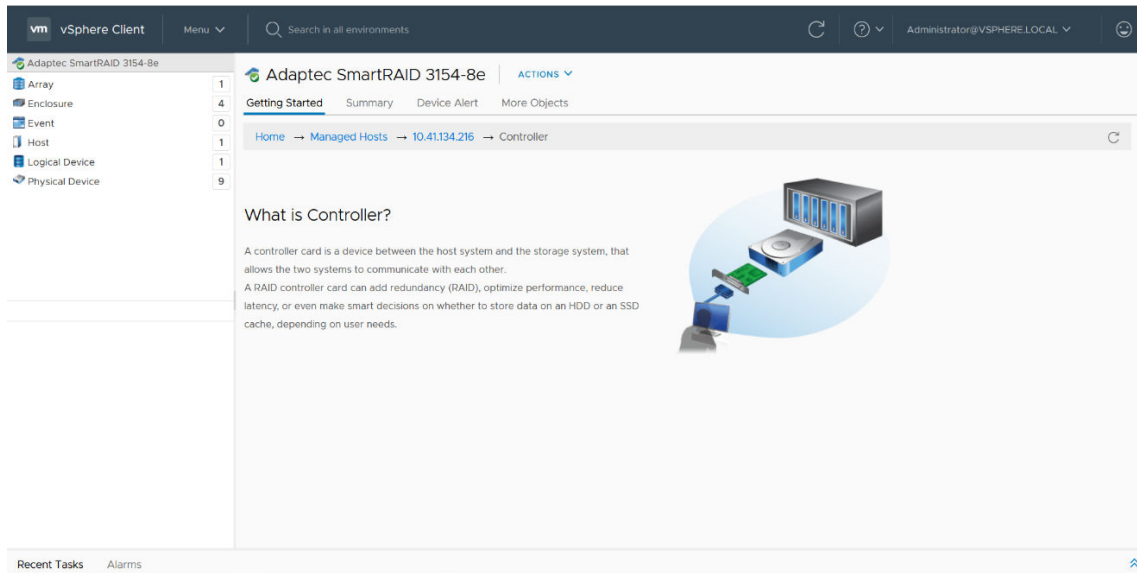 vm vSphere Client Menu Search in all environments Administrator@VSPHERE.LOCAL
Adaptec SmartRAID 3154-8e
Array 1
Enclosure 4
Event 0
Host 1
Logical Device 1
Physical Device 9
Adaptec SmartRAID 3154-8e ACTIONS
Getting Started Summary Device Alert More Objects
Home → Managed Hosts → 10.41.134.216 → Controller
What is Controller?
A controller card is a device between the host system and the storage system, that
allows the two systems to communicate with each other.
A RAID controller card can add redundancy (RAID), optimize performance, reduce
latency, or even make smart decisions on whether to store data on an HDD or an SSD
cache, depending on user needs.
Recent Tasks Alarms